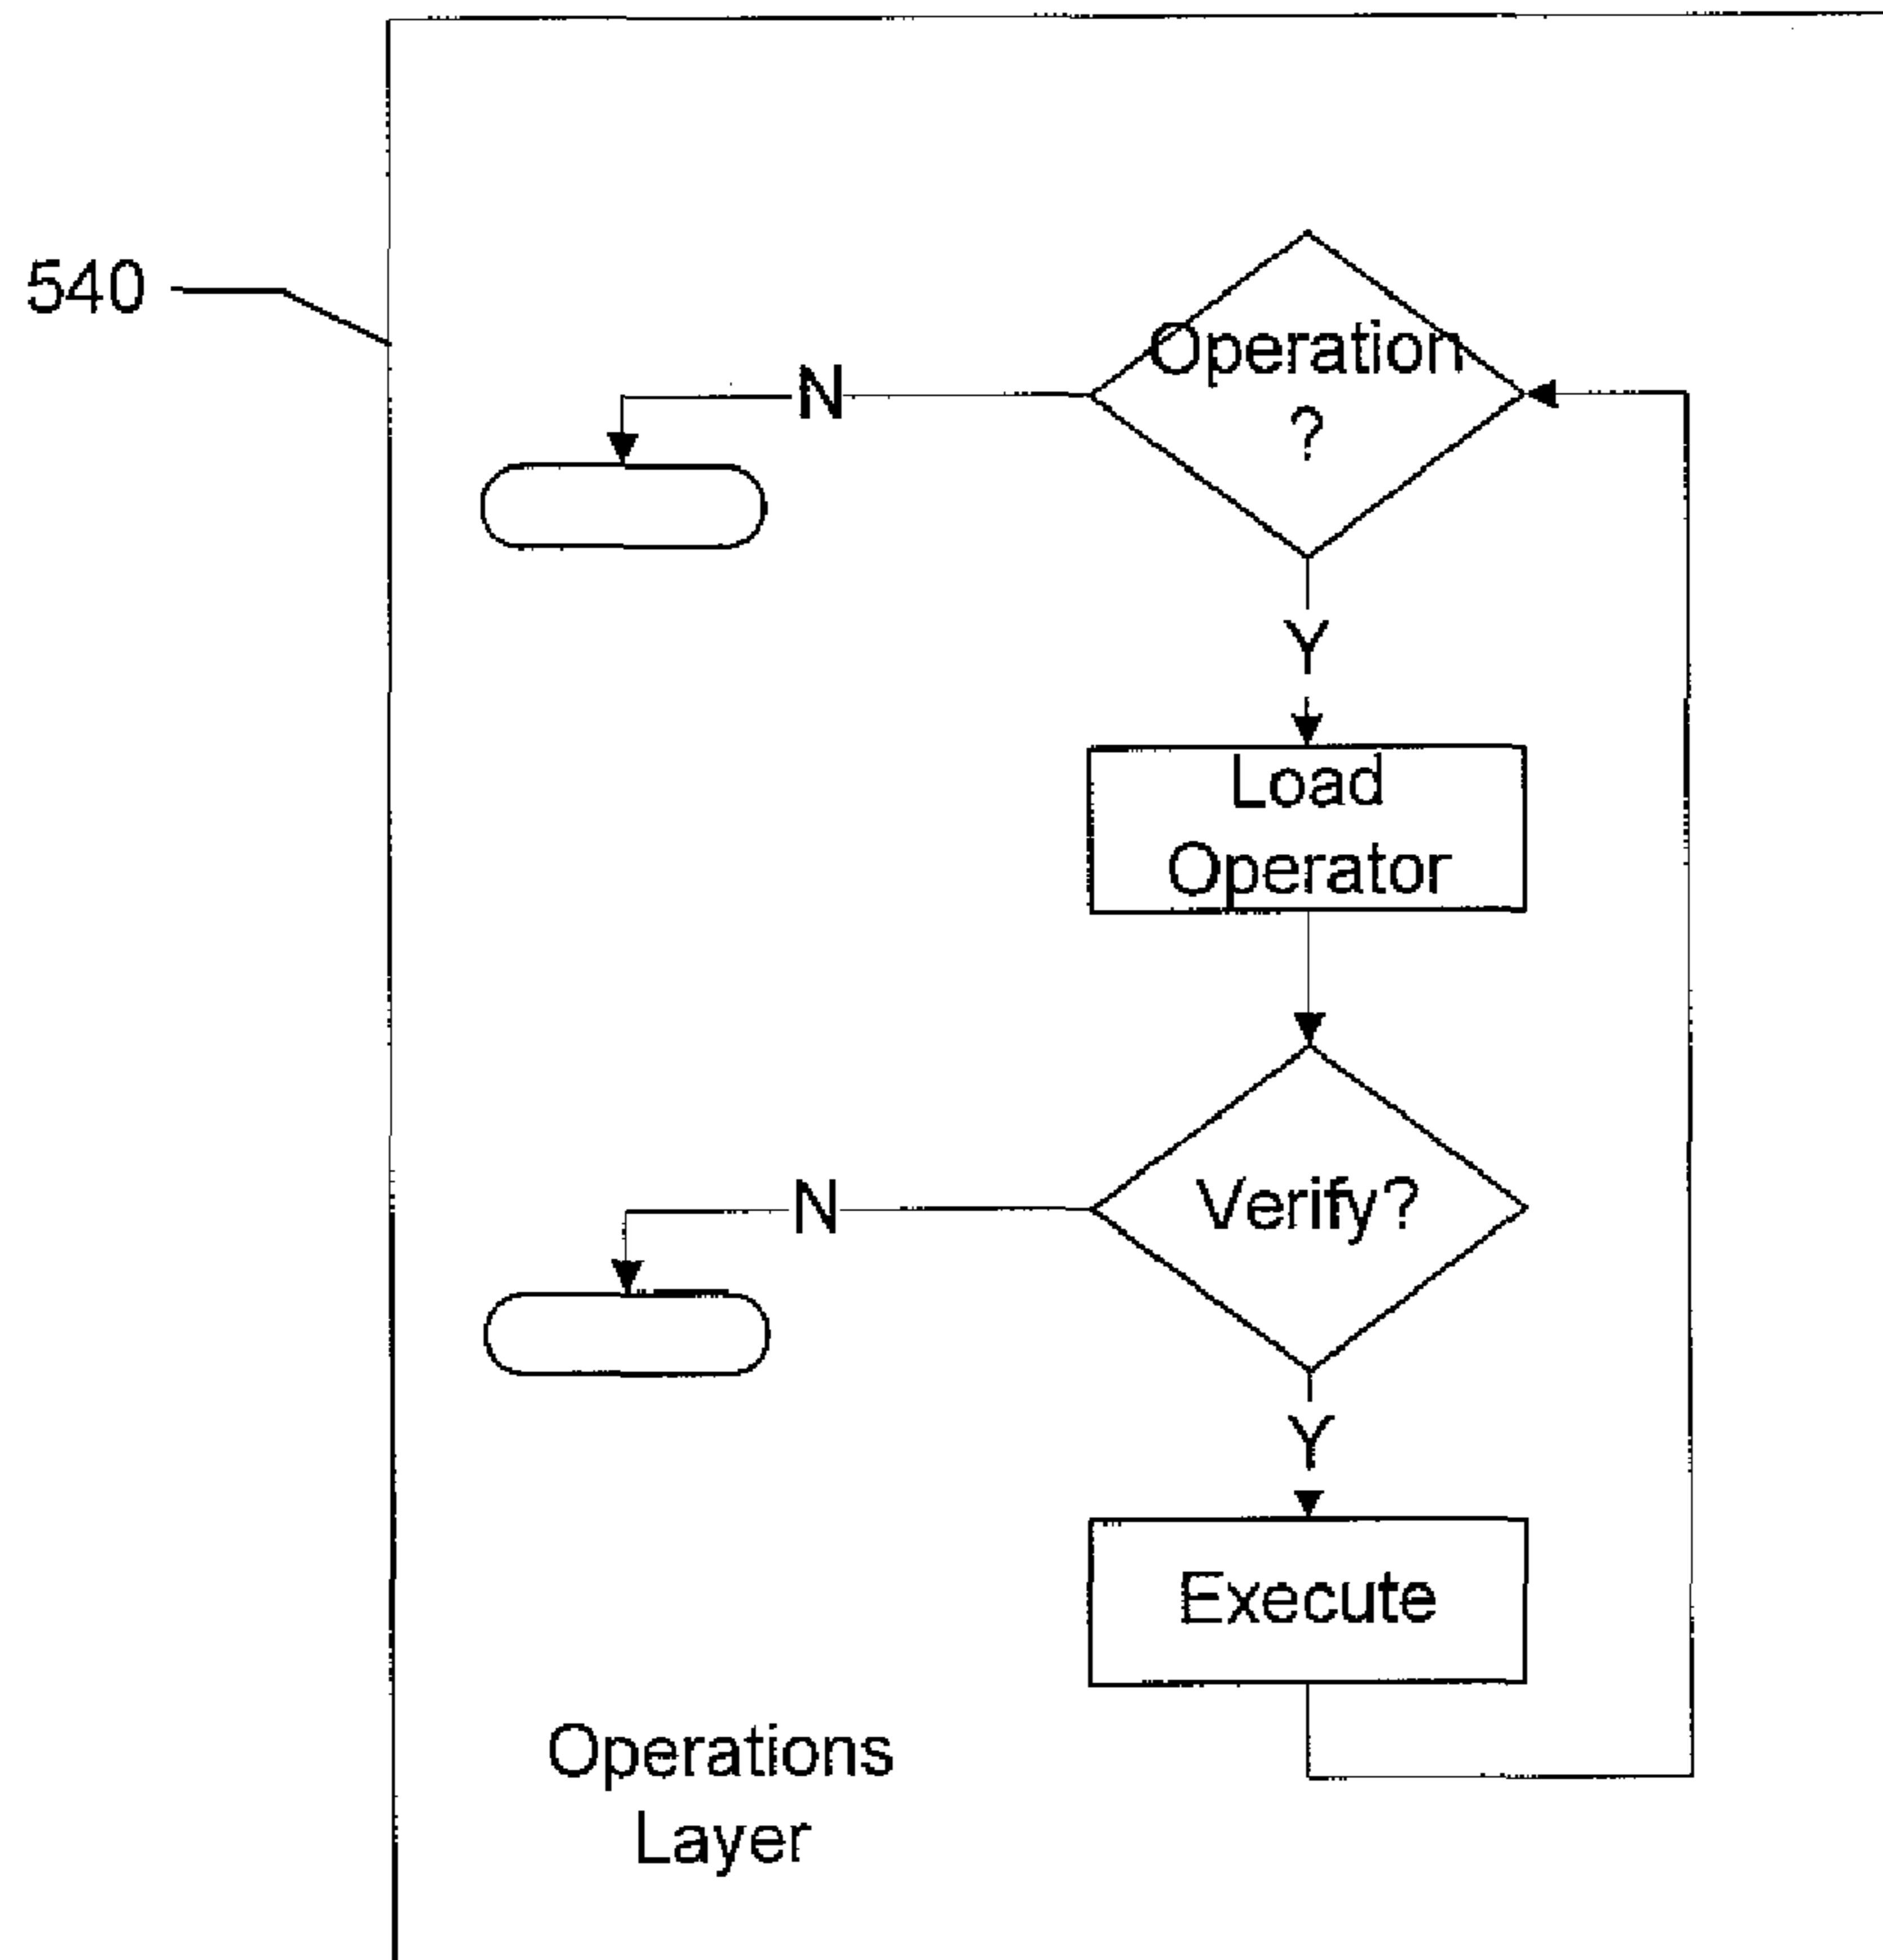 540
Operation
?
N
Y
Load
Operator
Verify?
N
Y
Execute
Operations
Layer